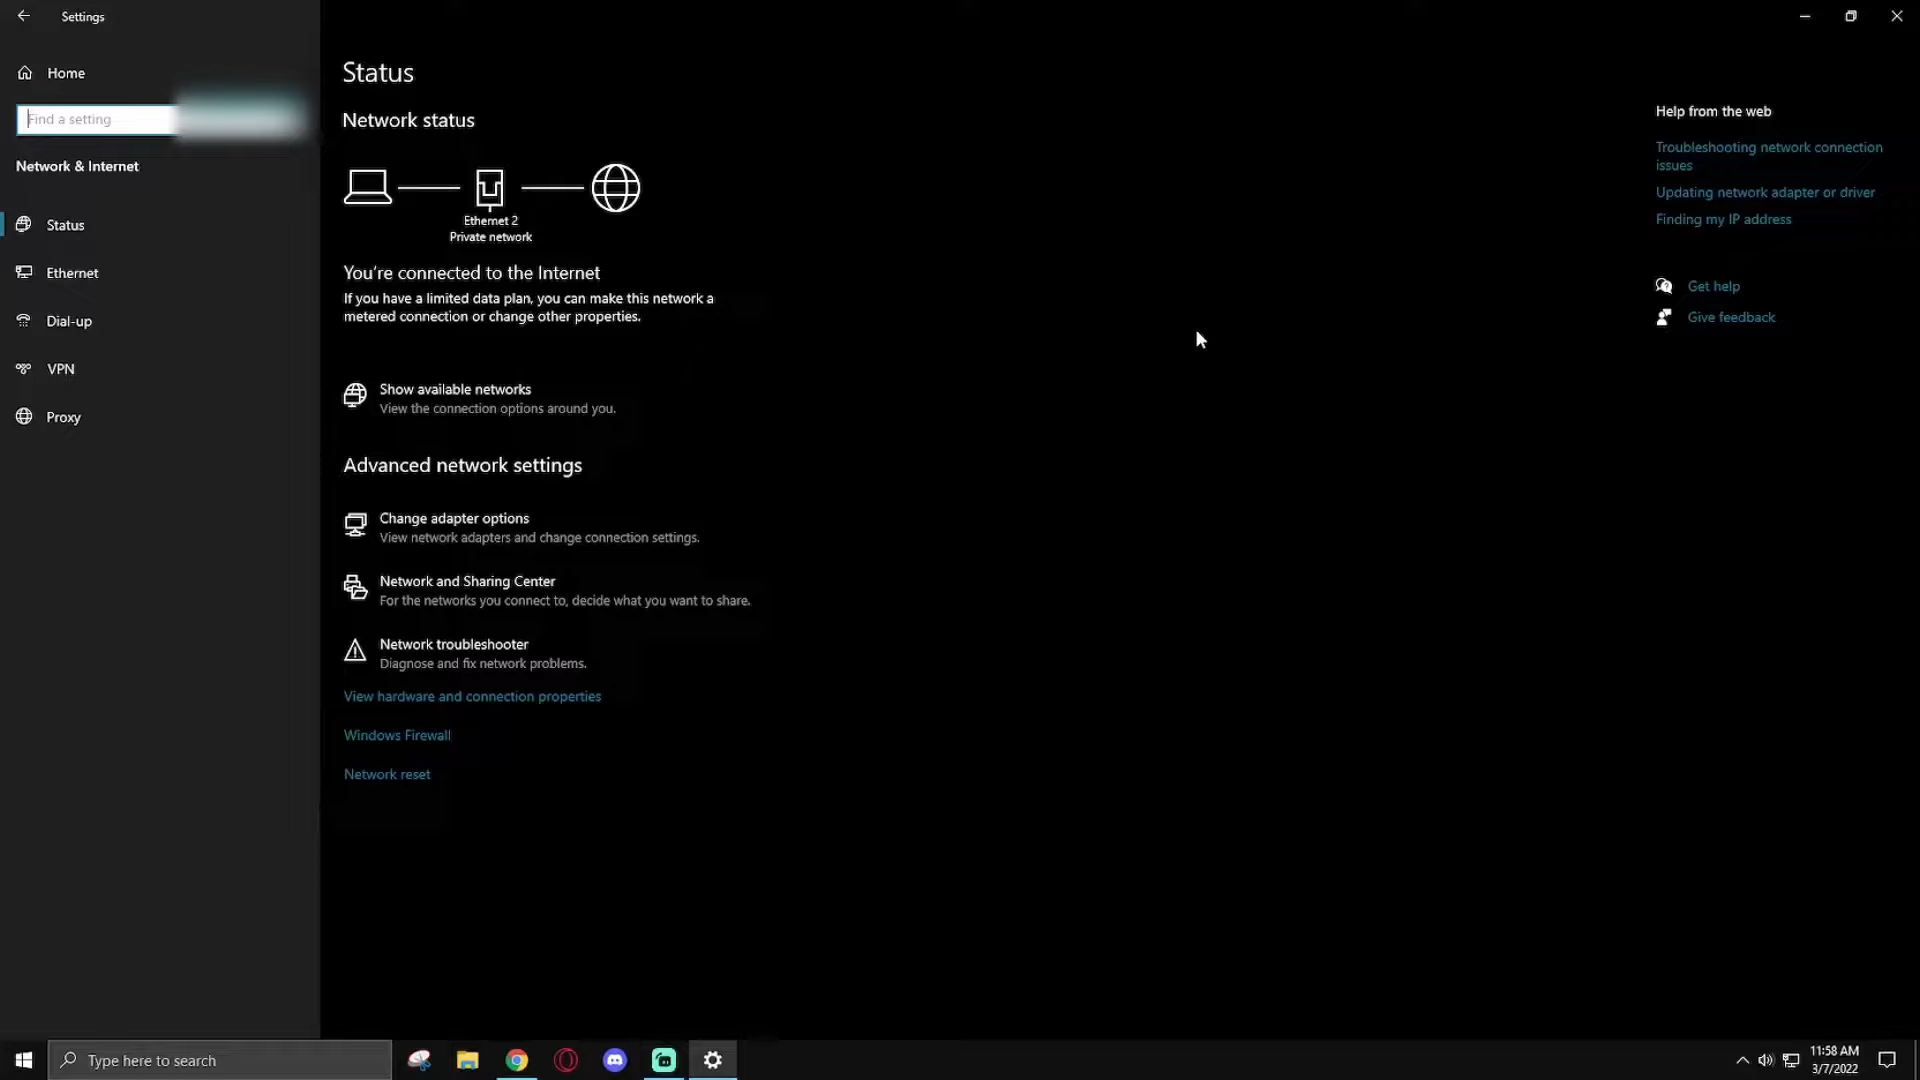 Settings
Home
Find a setting
Network & Internet
Status
Ethernet
Dial-up
VPN
Proxy
Status
Network status
Ethernet 2
Private network
You're connected to the Internet
If you have a limited data plan, you can make this network a
metered connection or change other properties.
Show available networks
View the connection options around you.
Advanced network settings
Change adapter options
View network adapters and change connection settings.
Network and Sharing Center
For the networks you connect to, decide what you want to share.
Network troubleshooter
Diagnose and fix network problems.
View hardware and connection properties
Windows Firewall
Network reset
Help from the web
Troubleshooting network connection
issues
Updating network adapter or driver
Finding my IP address
Get help
Give feedback
Type here to search
11:58 AM
3/7/2022